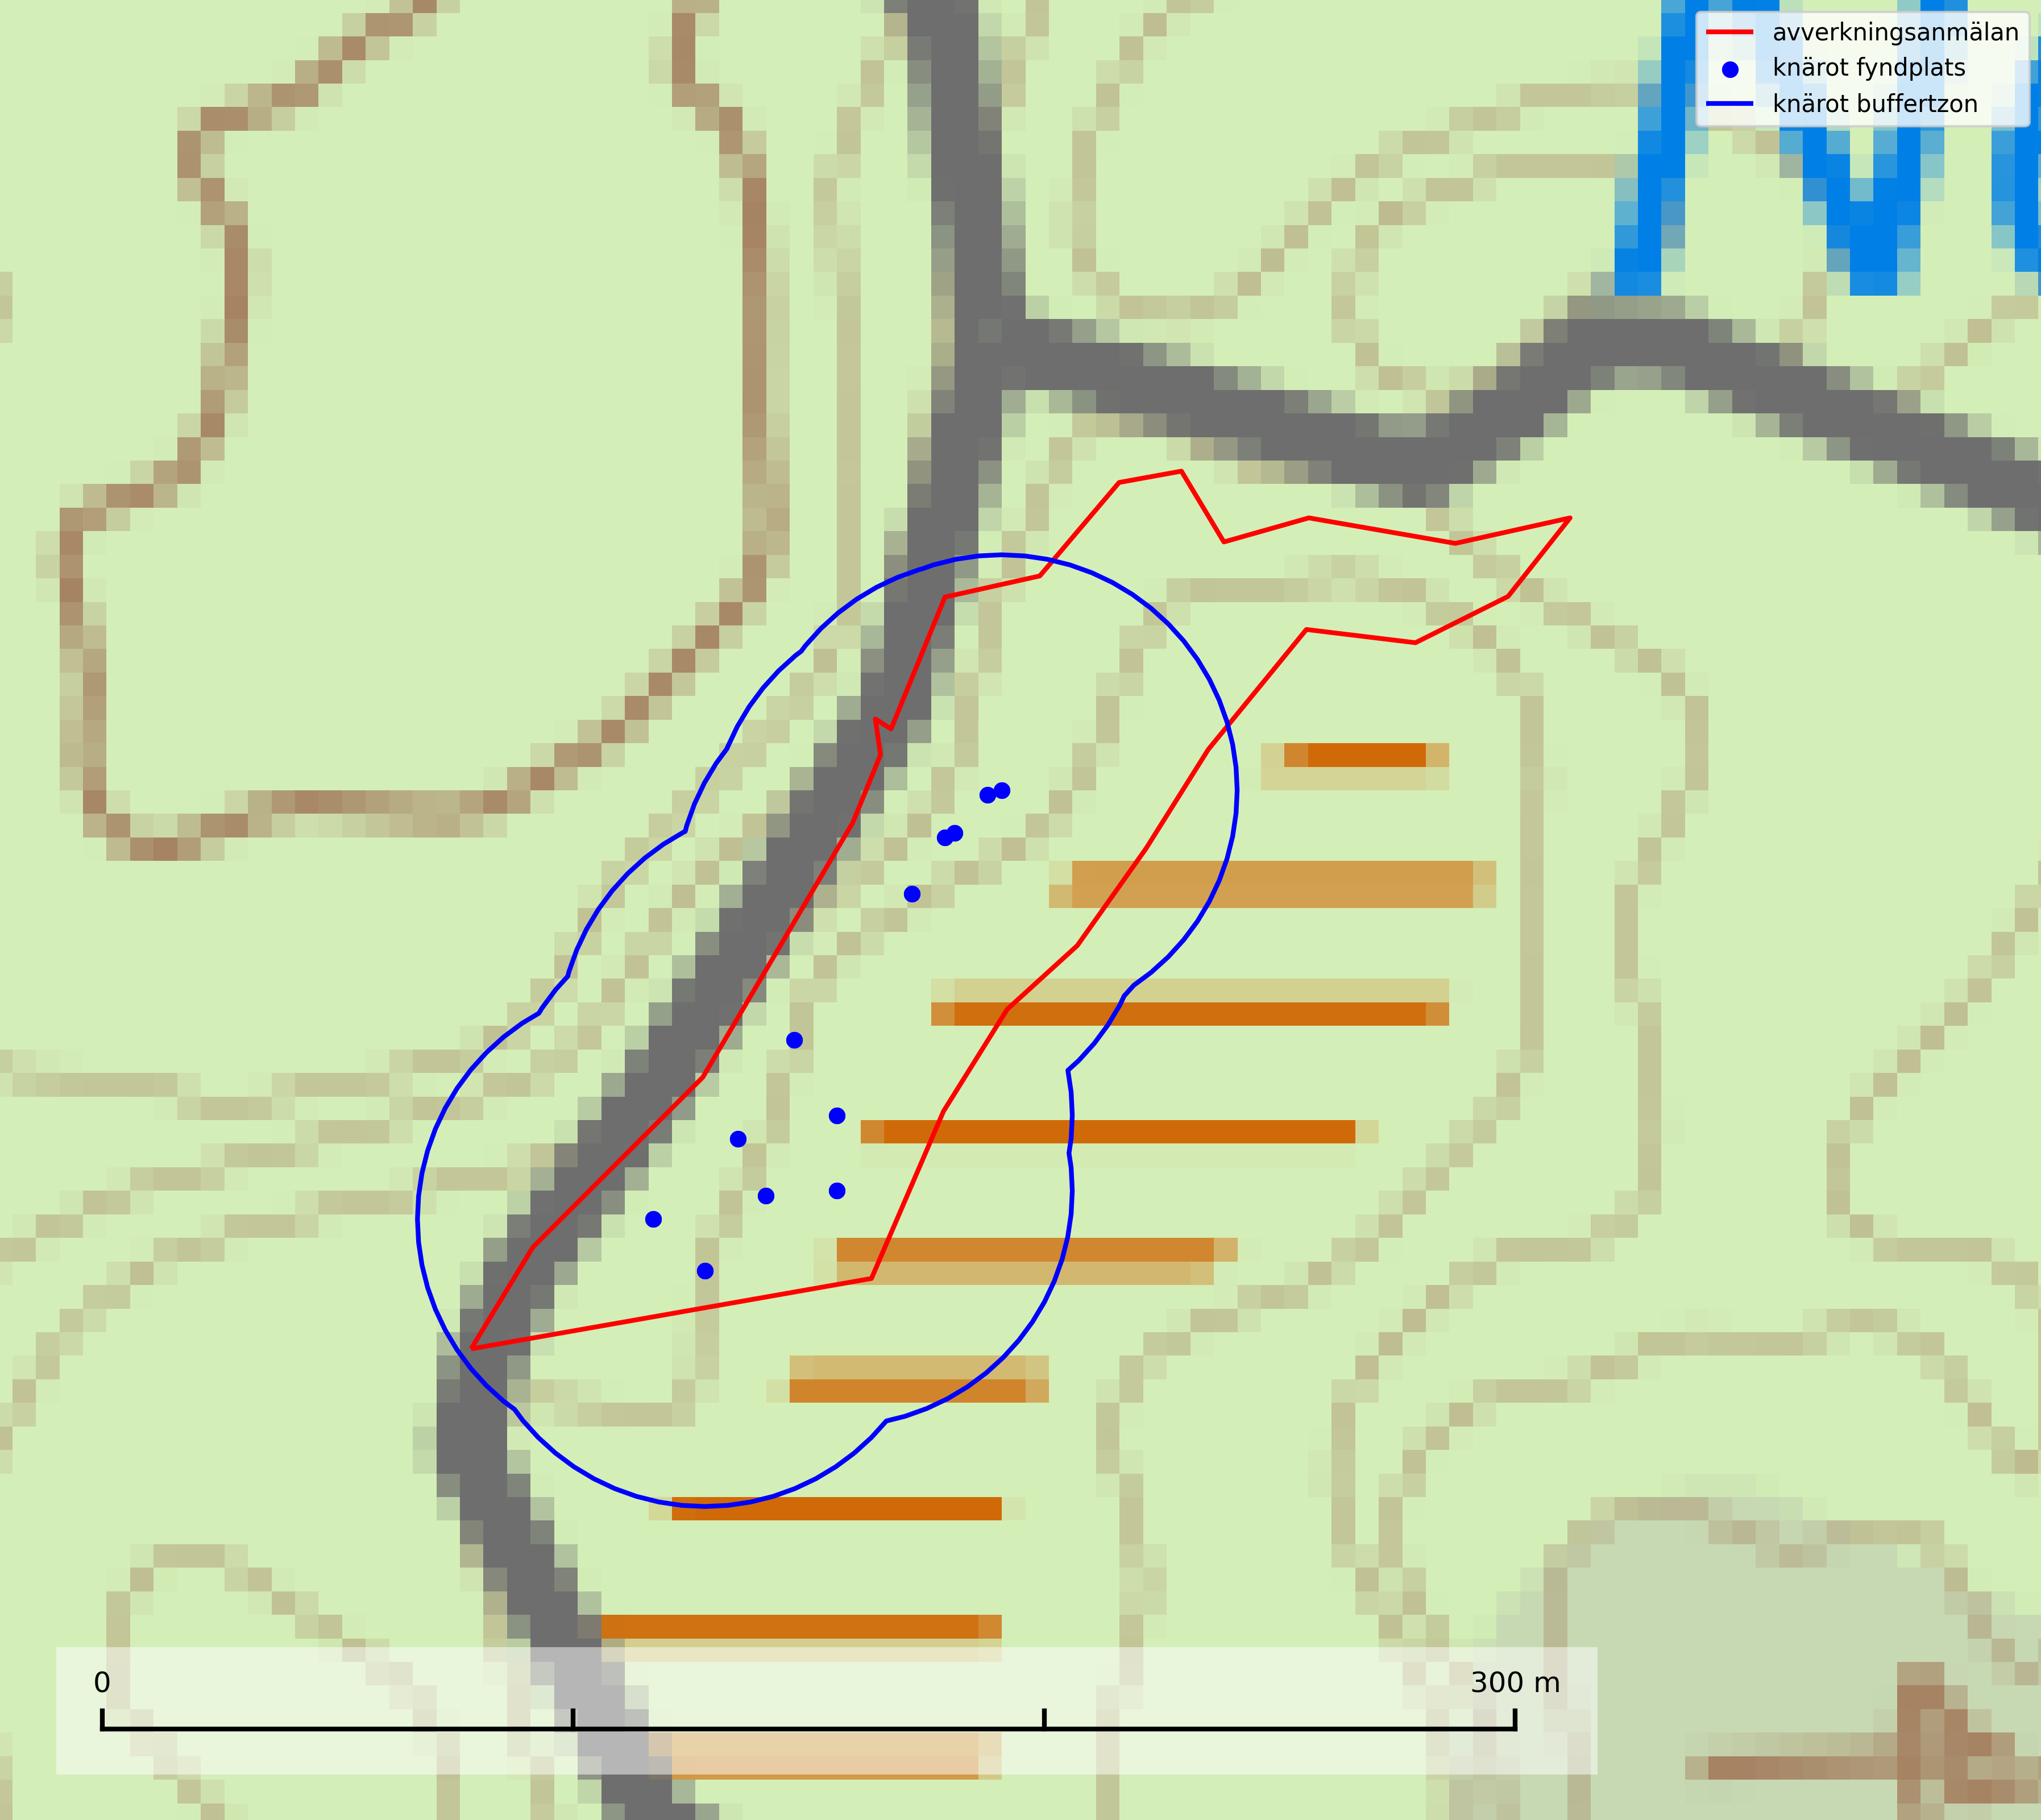 avverkningsanmälan
knärot fyndplats
knärot buffertzon
0
300 m